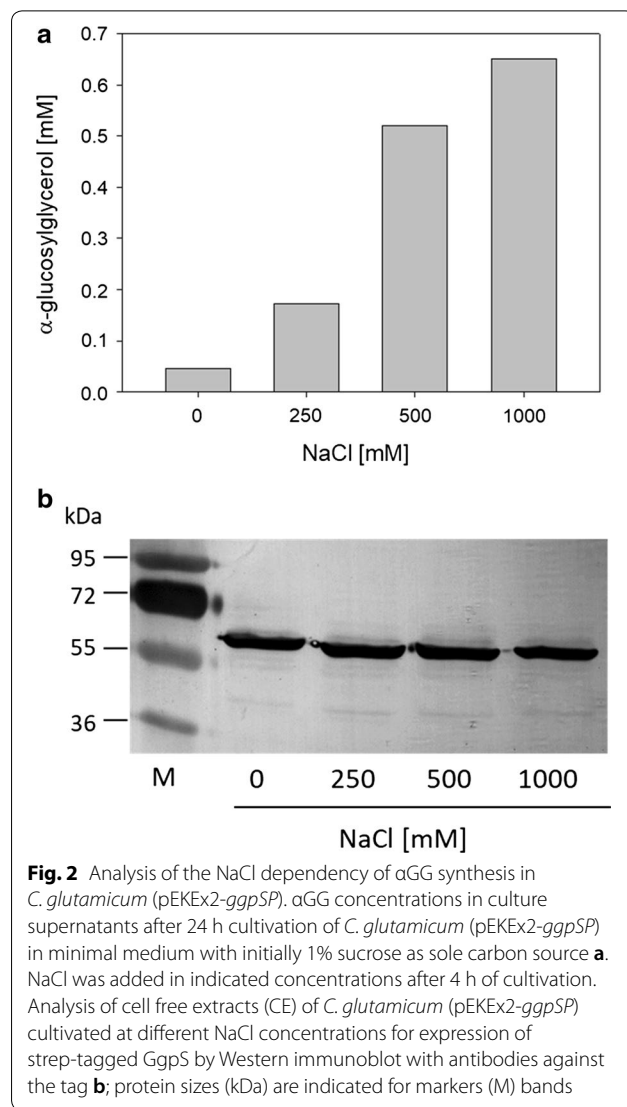 a
0.7
0.6
0.5
0.4
0.3
0.2
0.1
0.0
α-glucosylglycerol [mM]
0 250 500 1000
NaCl [mM]
b
kDa
95
72
55
36
M 0 250 500 1000
NaCl [mM]
Fig. 2 Analysis of the NaCl dependency of αGG synthesis in
C. glutamicum (pEKEx2-ggpSP). αGG concentrations in culture
supernatants after 24 h cultivation of C. glutamicum (pEKEx2-ggpSP)
in minimal medium with initially 1% sucrose as sole carbon source a.
NaCl was added in indicated concentrations after 4 h of cultivation.
Analysis of cell free extracts (CE) of C. glutamicum (pEKEx2-ggpSP)
cultivated at different NaCl concentrations for expression of
strep-tagged GgpS by Western immunoblot with antibodies against
the tag b; protein sizes (kDa) are indicated for markers (M) bands